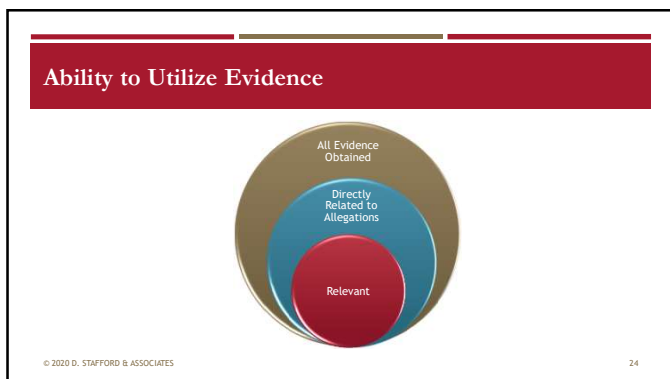 Ability to Utilize Evidence
All Evidence
Obtained
Directly
Related to
Allegations
Relevant
© 2020 D. STAFFORD & ASSOCIATES
24